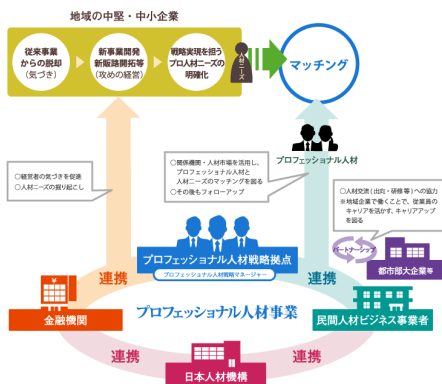 地域の中堅・中小企業
従来事業
からの脱却
（気づき）
新事業開発
新販路開拓等
（攻めの経営）
戦略実現を担う
プロ人材ニーズの
明確化
人材ニーズ
マッチング
プロフェッショナル人材
○経営者の気づきを促進
○人材ニーズの掘り起こし
○関係機関・人材市場を活用し、
プロフェッショナル人材と
人材ニーズのマッチングを図る
○その後もフォローアップ
○人材交流（出向・研修等）への協力
※地域企業で働くことで、従業員の
キャリアを活かす、キャリアアップ
を図る
パートナーシップ
都市部大企業等
プロフェッショナル人材戦略拠点
プロフェッショナル人材戦略マネージャー
連携
連携
金融機関
プロフェッショナル人材事業
民間人材ビジネス事業者
連携
連携
日本人材機構